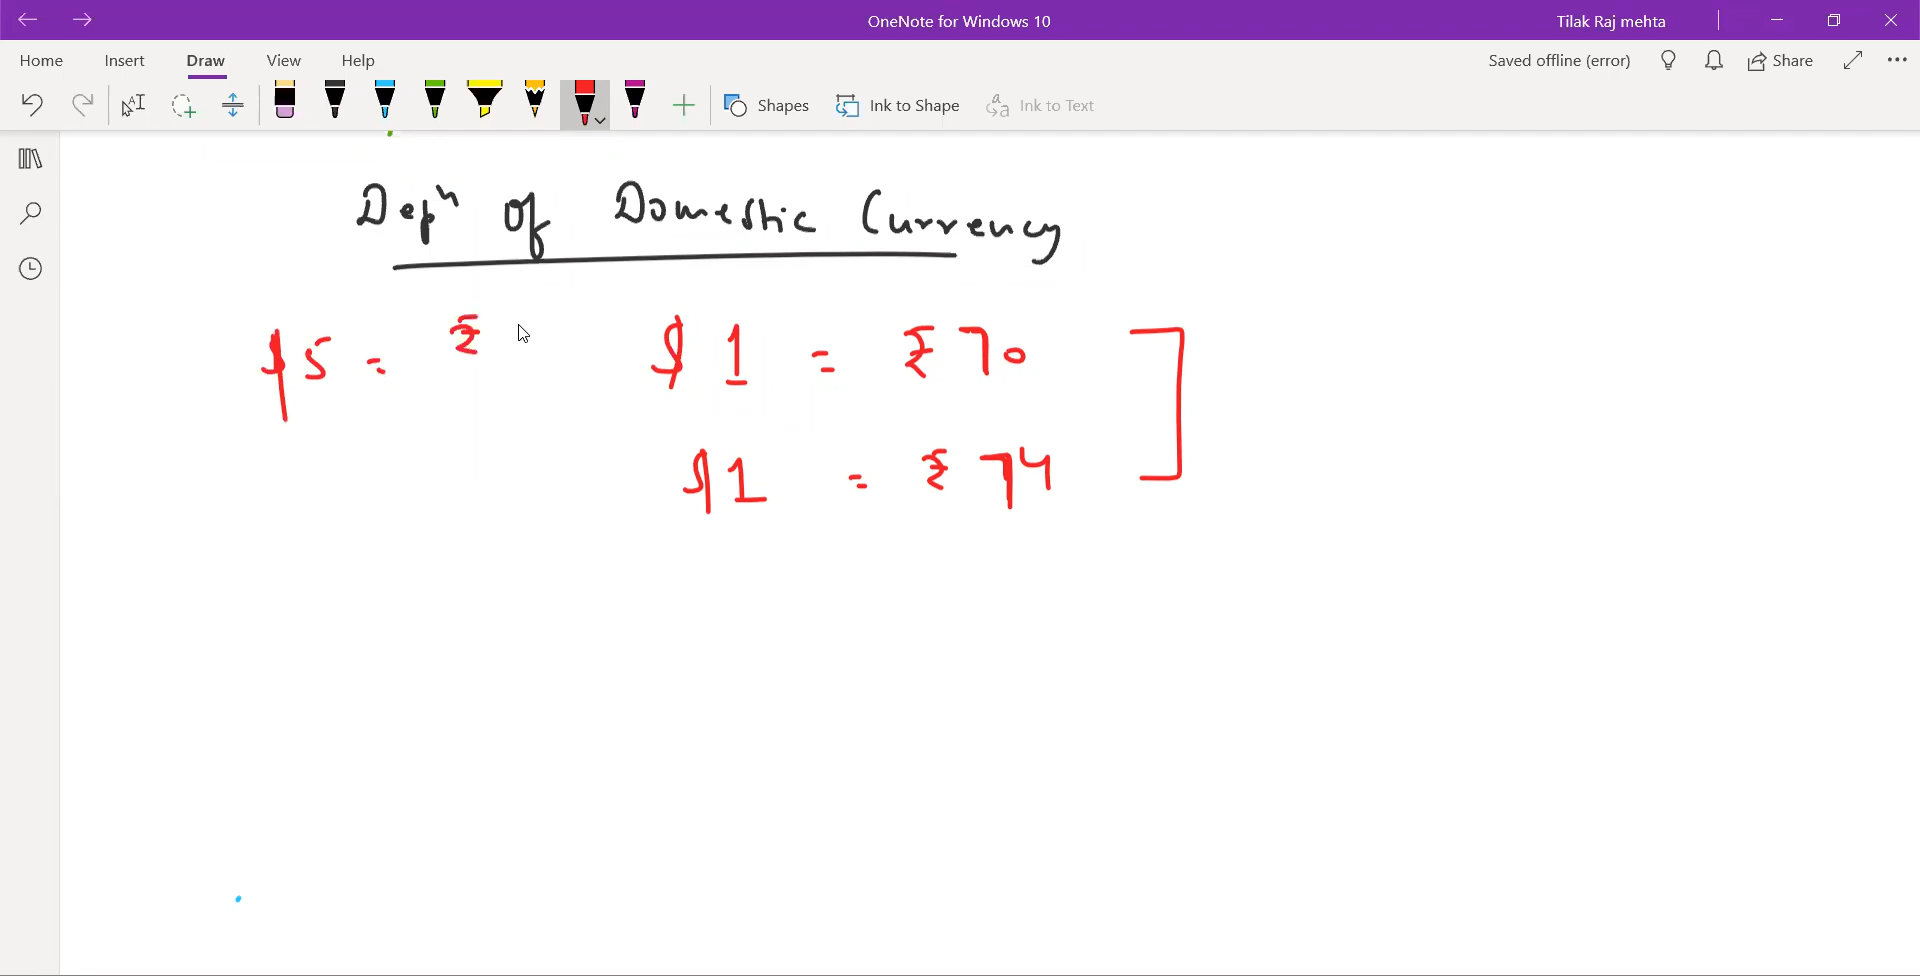 OneNote for Windows 10
Tilak Raj mehta
Home Insert Draw View Help
Saved offline (error) Share
Shapes Ink to Shape Ink to Text
Depⁿ Of Domestic Currency
$5 = ₹ $ 1 = ₹ 70
$1 = ₹ 74